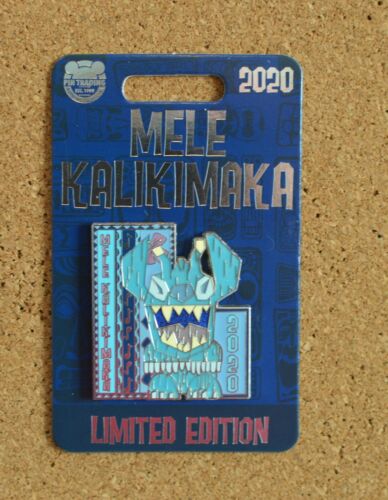 PIN TRADING
EST. 1999
2020
MELE
KALIKIMAKA
MELE KALIKIMAKA
2020
LIMITED EDITION